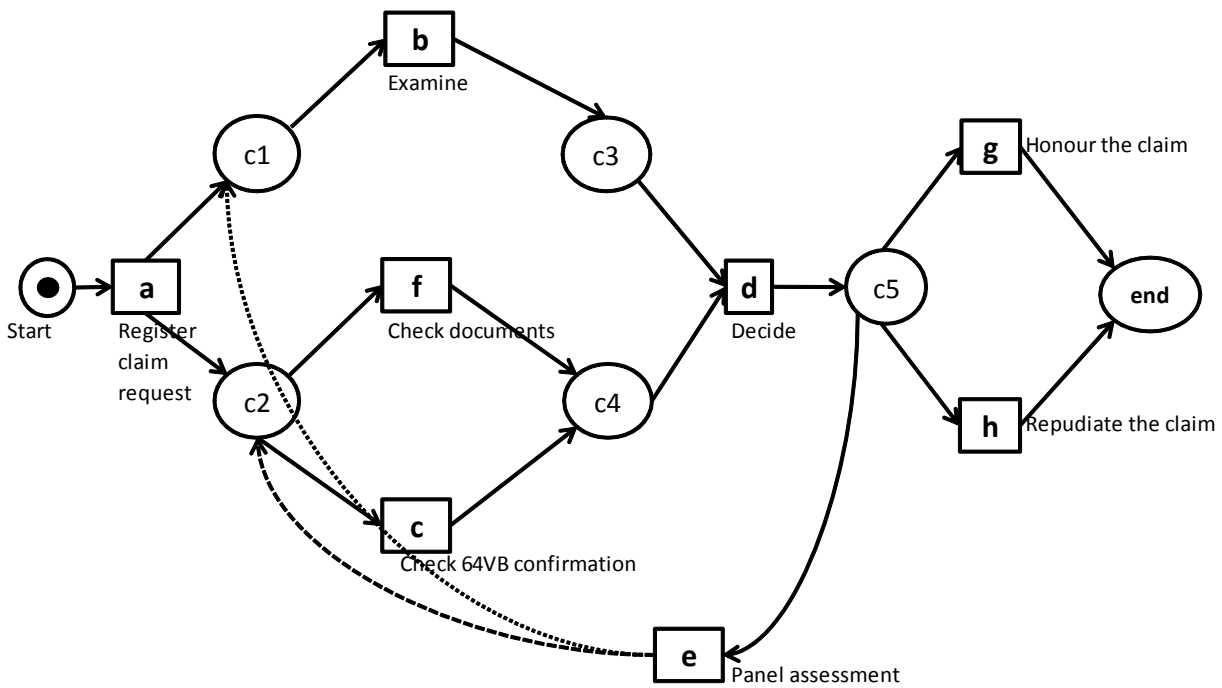 b
Examine
c1
c3
g
Honour the claim
Start
a
Register
claim
request
f
Check documents
d
Decide
c5
end
c2
c4
h
Repudiate the claim
c
Check 64VB confirmation
e
Panel assessment